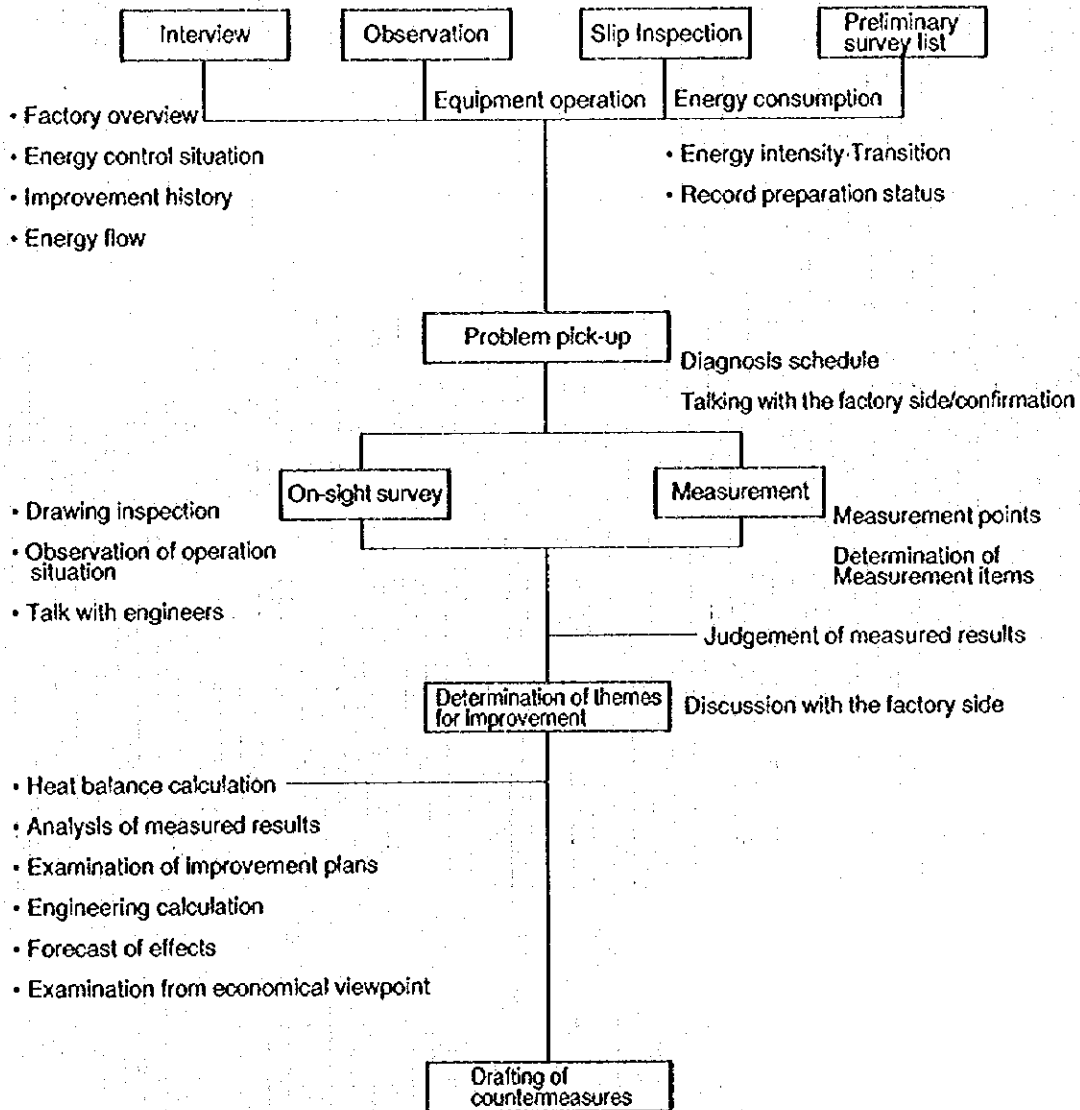 Interview
Observation
Slip Inspection
Preliminary
survey list
Equipment operation
Energy consumption
• Factory overview
• Energy control situation
• Improvement history
• Energy flow
• Energy intensity·Transition
• Record preparation status
Problem pick-up
Diagnosis schedule
Talking with the factory side/confirmation
On-sight survey
Measurement
• Drawing inspection
• Observation of operation
situation
• Talk with engineers
Measurement points
Determination of
Measurement items
Judgement of measured results
Determination of themes
for improvement
Discussion with the factory side
• Heat balance calculation
• Analysis of measured results
• Examination of improvement plans
• Engineering calculation
• Forecast of effects
• Examination from economical viewpoint
Drafting of
countermeasures